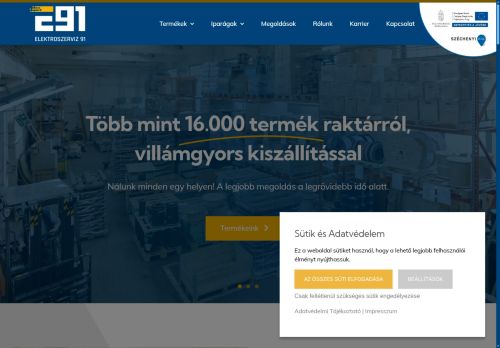 E91
ELEKTROSZERVIZ 91
Termékek
Iparágak
Megoldások
Rólunk
Karrier
Kapcsolat
SZÉCHENYI
Több mint 16.000 termék raktárról,
villámgyors kiszállítással
Nálunk minden egy helyen! A legjobb megoldás a legrövidebb idő alatt.
Termékeink
Sütik és Adatvédelem
Ez a weboldal sütiket használ, hogy a lehető legjobb felhasználói
élményt nyújthassuk.
AZ ÖSSZES SÜTI ELFOGADÁSA
BEÁLLÍTÁSOK
Csak feltétlenül szükséges sütik engedélyezése
Adatvédelmi Tájékoztató | Impresszum